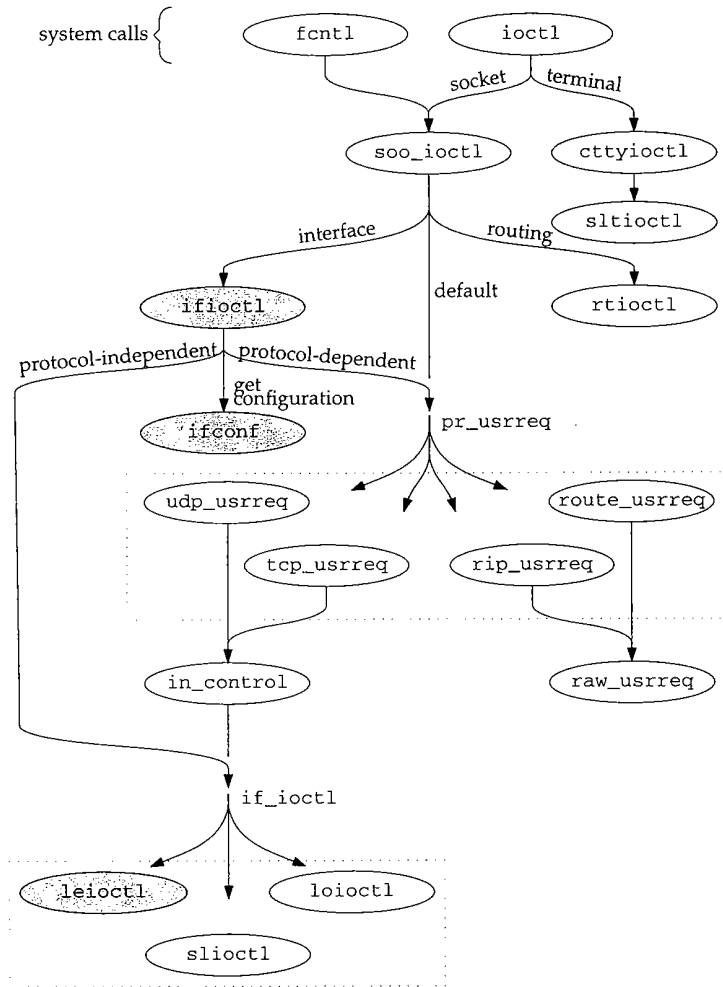 system calls
fcntl
ioctl
socket
terminal
soo_ioctl
cttyioctl
sltioctl
interface
routing
default
ifioctl
rtioctl
protocol-independent
protocol-dependent
get
configuration
ifconf
pr_usrreq
udp_usrreq
route_usrreq
tcp_usrreq
rip_usrreq
in_control
raw_usrreq
if_ioctl
leioctl
loioctl
slioctl